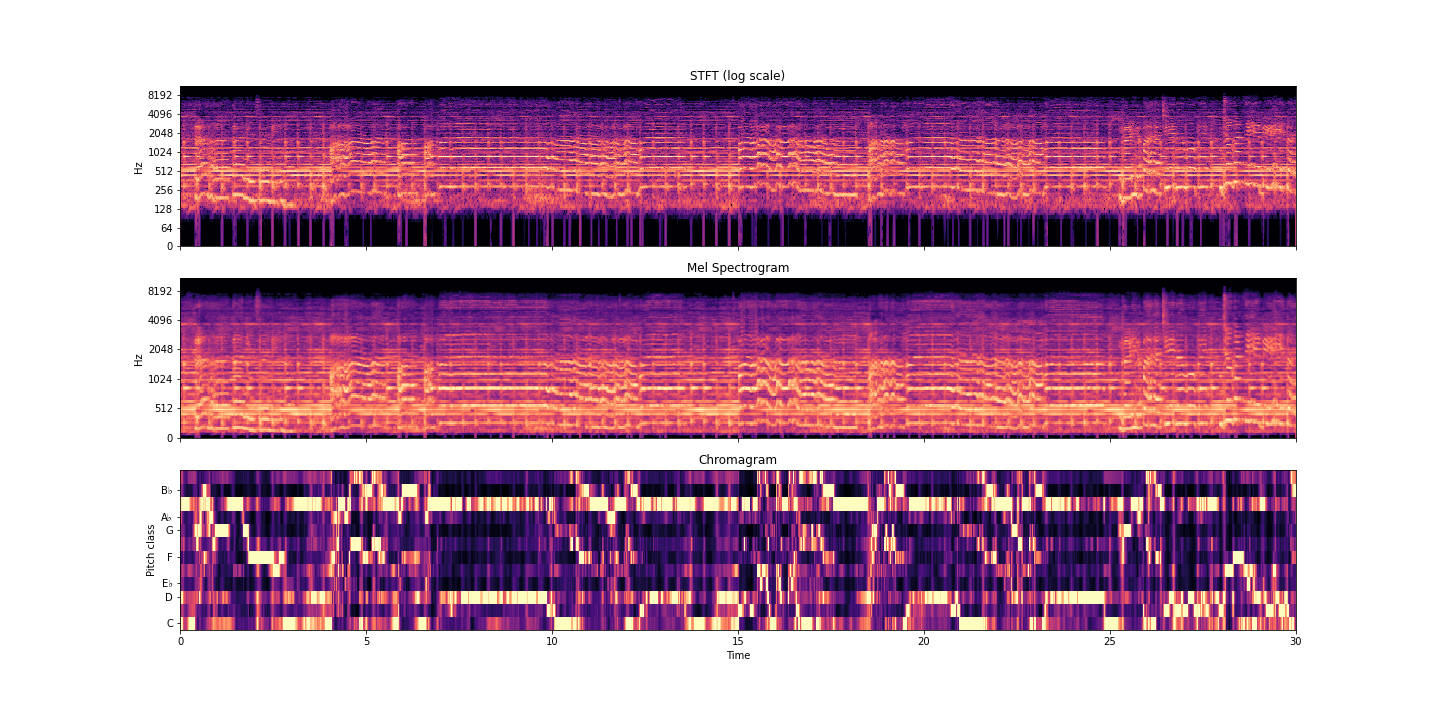 STFT (log scale)
8192
4096
2048
1024
512
256
128
64
0
Hz
Mel Spectrogram
8192
4096
2048
1024
512
0
Hz
Chromagram
B♭
A♭
G
F
E♭
D
C
Pitch class
0 5 10 15 20 25 30
Time